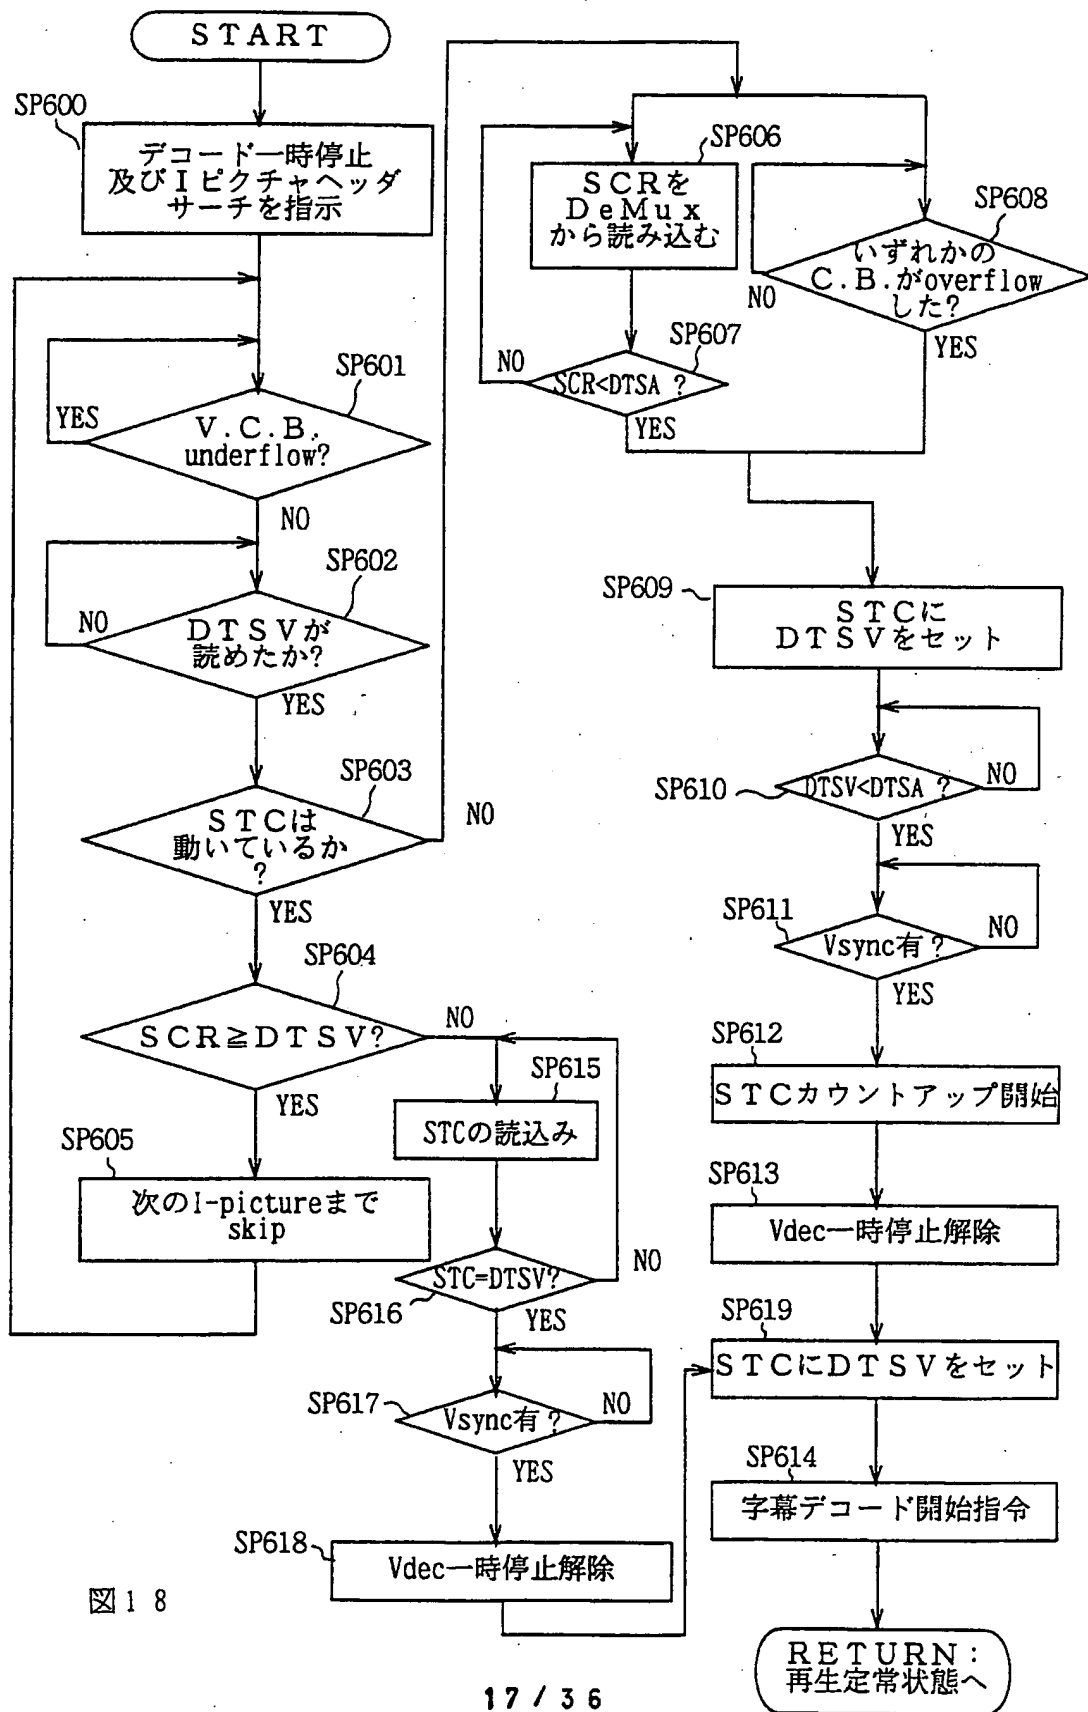 START
SP600
デコード一時停止
及びIピクチャヘッダ
サーチを指示
SP601
YES
V.C.B.
underflow?
NO
SP602
NO
DTSVが
読めたか?
YES
SP603
STCは
動いているか
?
NO
YES
SP604
SCR≧DTSV?
NO
YES
SP605
次のI-pictureまで
skip
SP615
STCの読込み
STC=DTSV?
NO
SP616
YES
SP617
Vsync有?
NO
YES
SP618
Vdec一時停止解除
SP606
SCRを
DeMux
から読み込む
SP607
NO
SCR<DTSA ?
YES
SP608
いずれかの
C.B.がoverflow
した?
NO
YES
SP609
STCに
DTSVをセット
SP610
DTSV<DTSA ?
NO
YES
SP611
Vsync有?
NO
YES
SP612
STCカウントアップ開始
SP613
Vdec一時停止解除
SP619
STCにDTSVをセット
SP614
字幕デコード開始指令
RETURN:
再生定常状態へ
図18
17/36